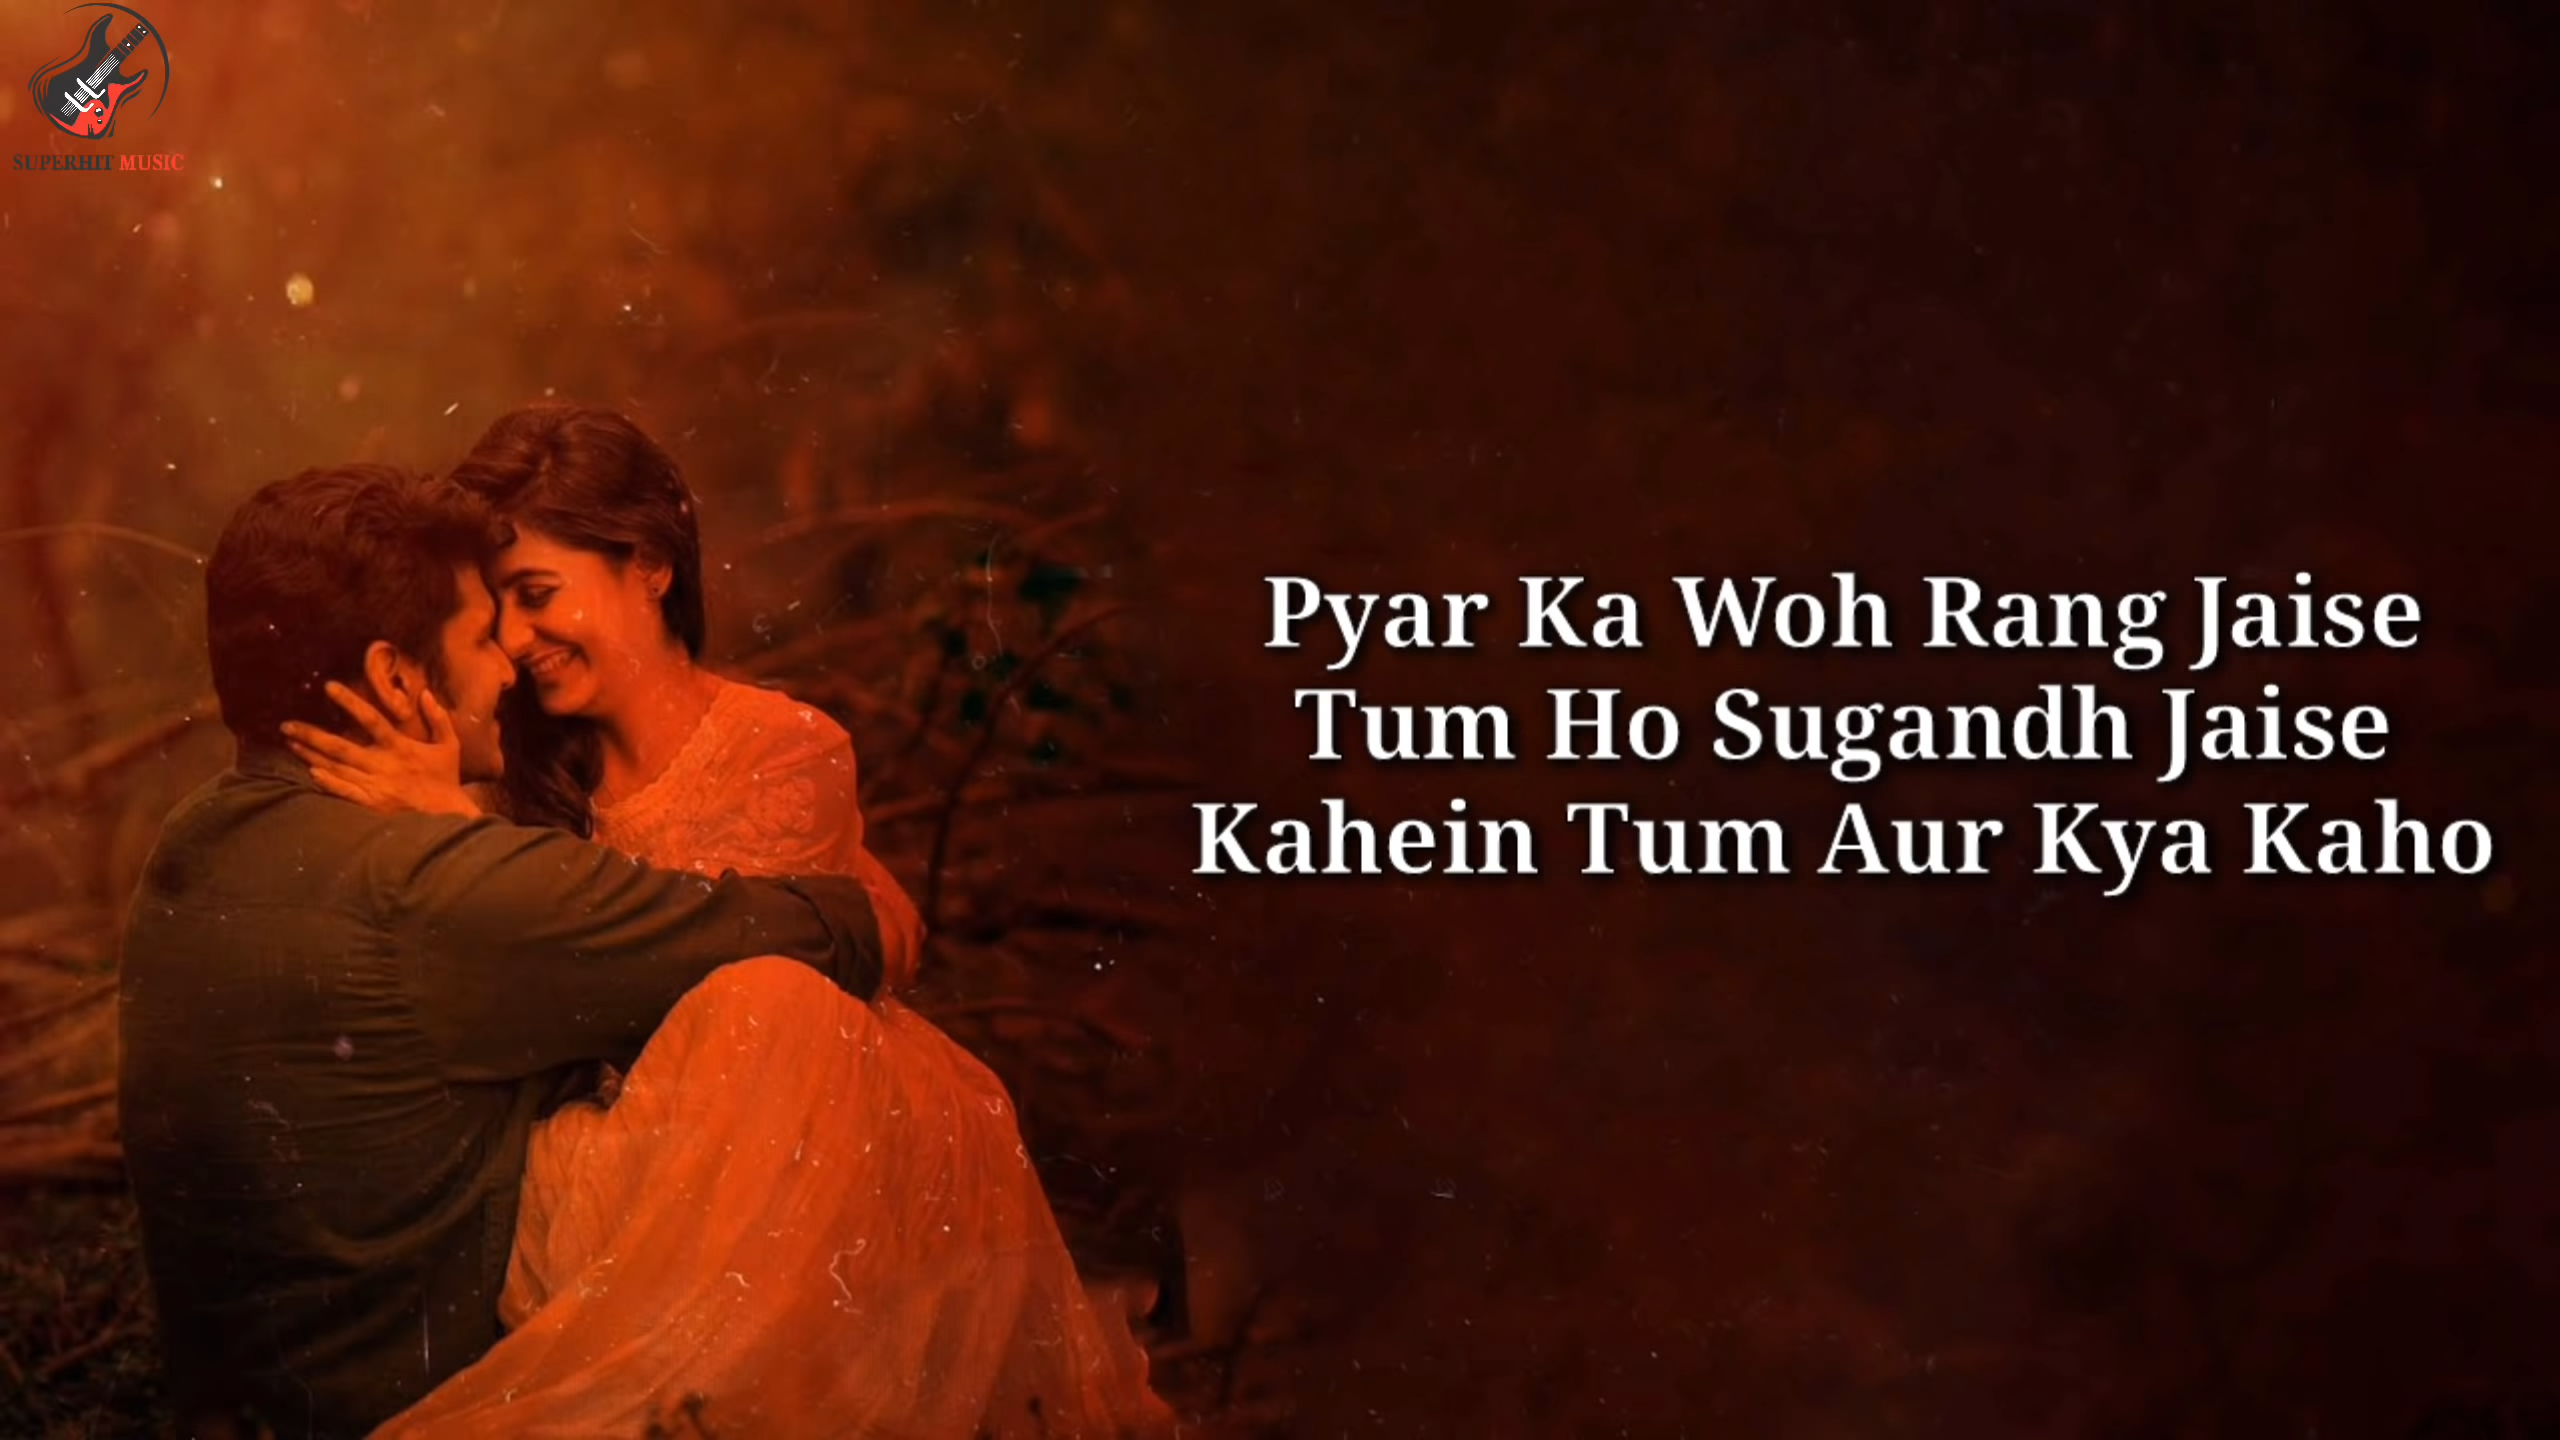 SUPERHIT MUSIC
Pyar Ka Woh Rang Jaise
Tum Ho Sugandh Jaise
Kahein Tum Aur Kya Kaho